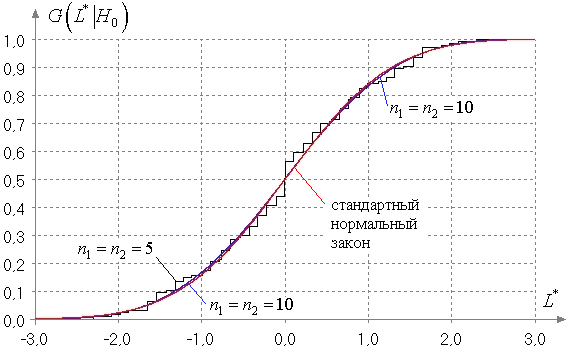 G(L*|H₀)
1,0
0,9
0,8
n₁ = n₂ = 10
0,7
0,6
0,5
0,4
стандартный
нормальный
закон
0,3
n₁ = n₂ = 5
0,2
0,1
n₁ = n₂ = 10
L*
0,0
-3,0 -2,0 -1,0 0,0 1,0 2,0 3,0